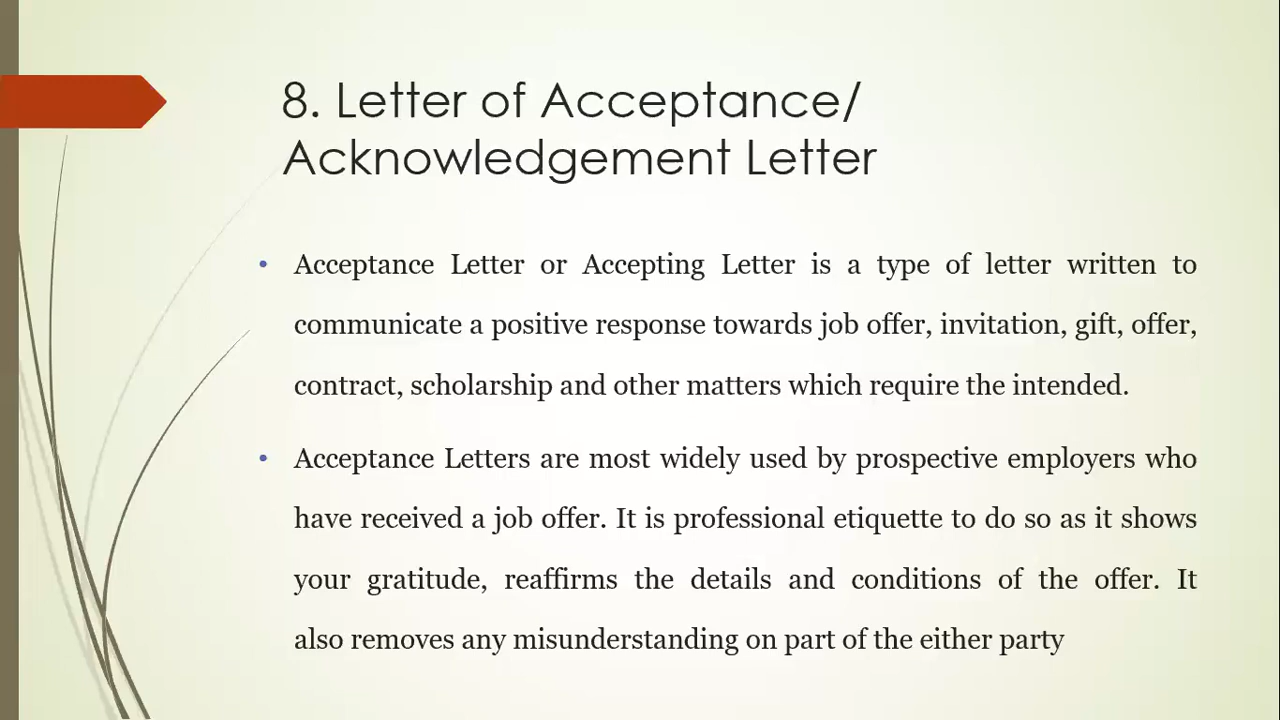 8. Letter of Acceptance/
Acknowledgement Letter
• Acceptance Letter or Accepting Letter is a type of letter written to
communicate a positive response towards job offer, invitation, gift, offer,
contract, scholarship and other matters which require the intended.
• Acceptance Letters are most widely used by prospective employers who
have received a job offer. It is professional etiquette to do so as it shows
your gratitude, reaffirms the details and conditions of the offer. It
also removes any misunderstanding on part of the either party